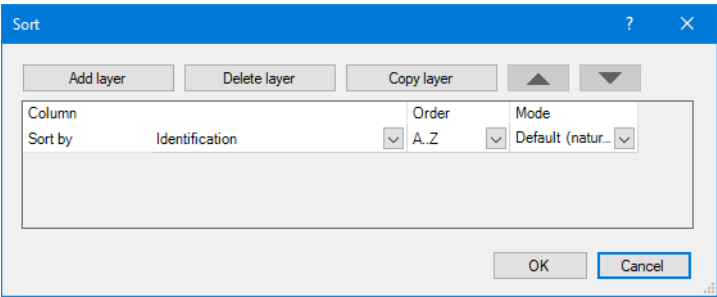 Sort
Add layer Delete layer Copy layer
Column Order Mode
Sort by Identification A..Z Default (natur...
OK Cancel